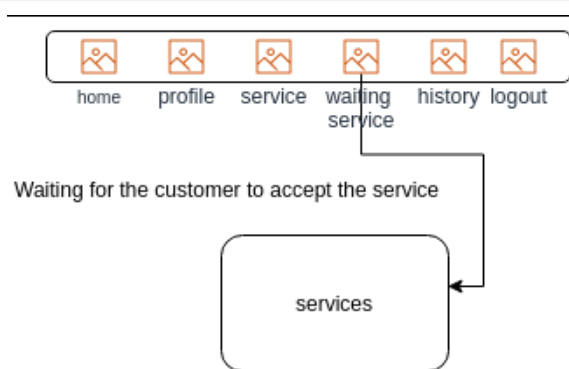 home profile service waiting service history logout
Waiting for the customer to accept the service
services